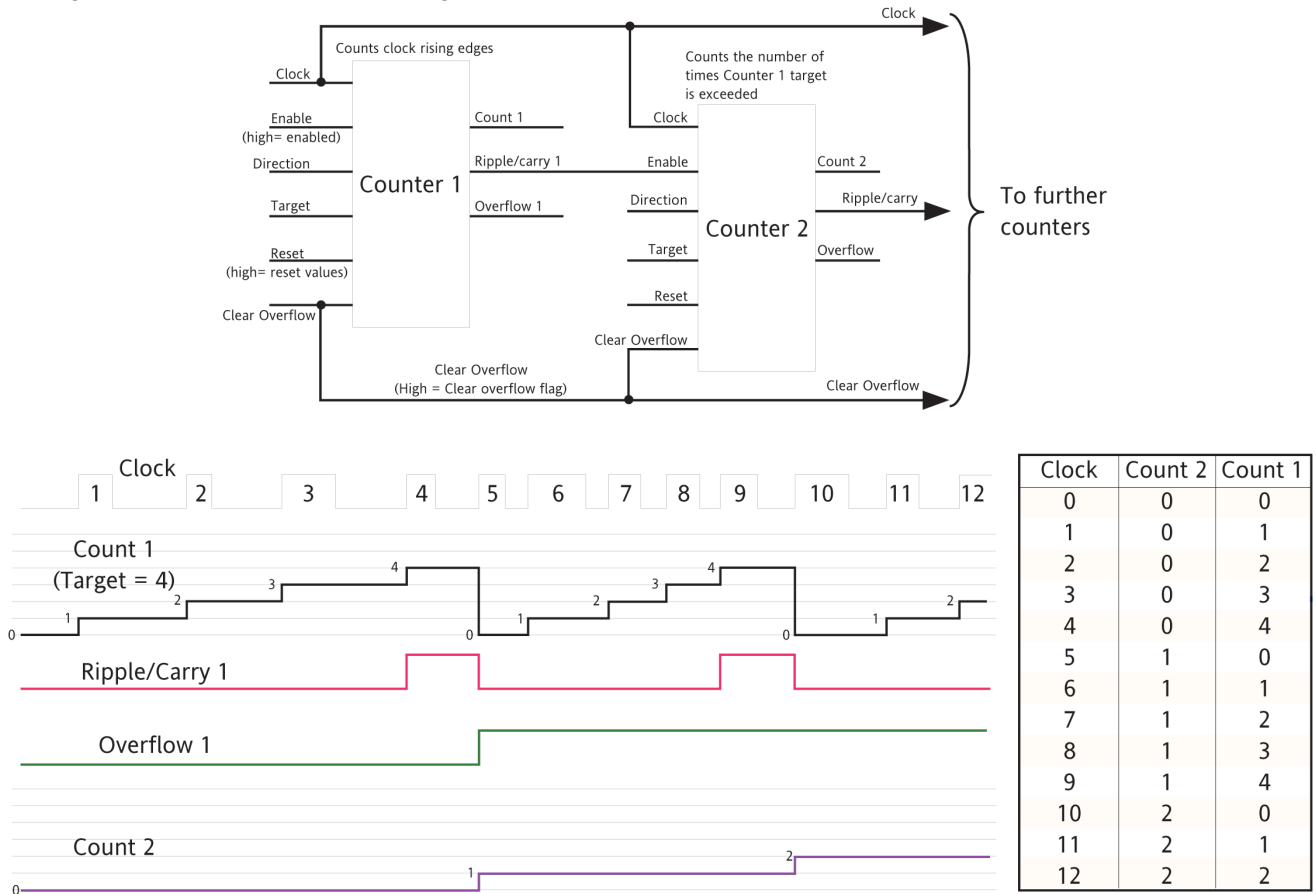 Clock
Counts clock rising edges
Clock
Enable
(high= enabled)
Direction
Target
Reset
(high= reset values)
Clear Overflow
Counter 1
Count 1
Ripple/carry 1
Overflow 1
Counts the number of
times Counter 1 target
is exceeded
Clock
Enable
Direction
Target
Reset
Clear Overflow
Counter 2
Count 2
Ripple/carry
Overflow
To further
counters
Clear Overflow
(High = Clear overflow flag)
Clear Overflow
Clock
1 2 3 4 5 6 7 8 9 10 11 12
Count 1
(Target = 4)
0 1 2 3 4 0 1 2 3 4 0 1 2
Ripple/Carry 1
Overflow 1
Count 2
0 1 2
Clock Count 2 Count 1
0 0 0
1 0 1
2 0 2
3 0 3
4 0 4
5 1 0
6 1 1
7 1 2
8 1 3
9 1 4
10 2 0
11 2 1
12 2 2